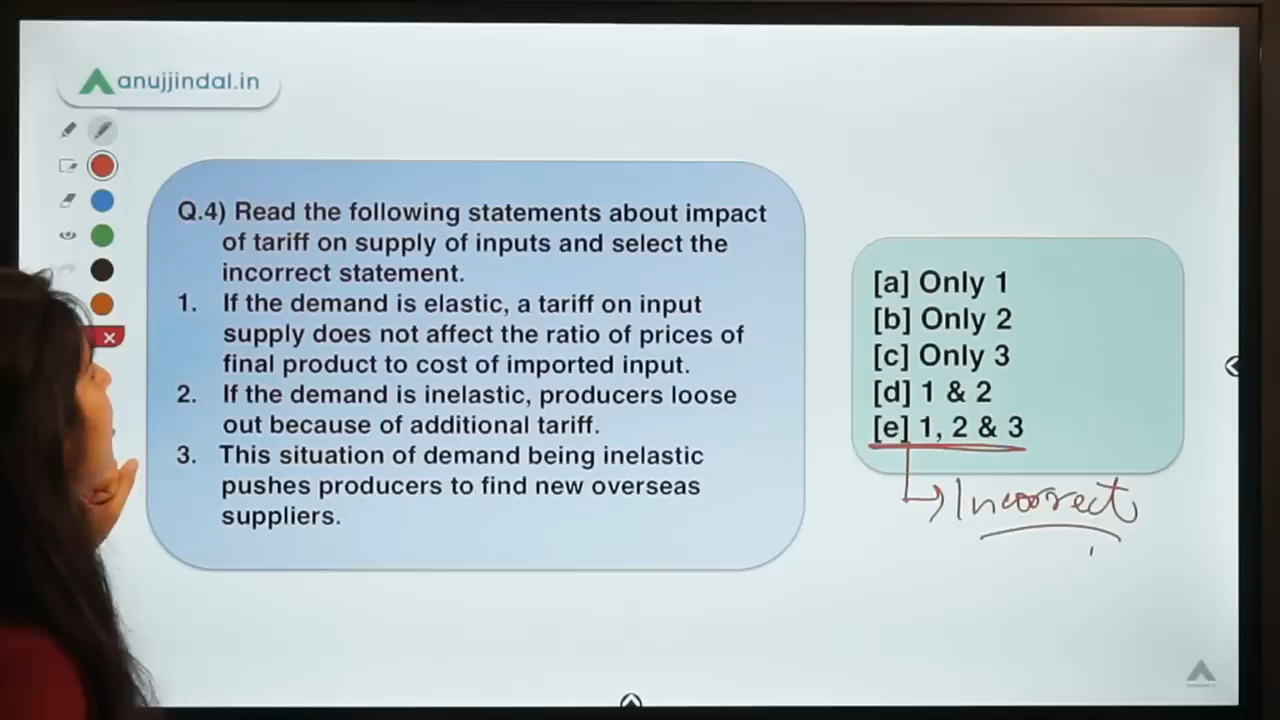 anujjindal.in
Q.4) Read the following statements about impact
of tariff on supply of inputs and select the
incorrect statement.
1. If the demand is elastic, a tariff on input
supply does not affect the ratio of prices of
final product to cost of imported input.
2. If the demand is inelastic, producers loose
out because of additional tariff.
3. This situation of demand being inelastic
pushes producers to find new overseas
suppliers.
[a] Only 1
[b] Only 2
[c] Only 3
[d] 1 & 2
[e] 1, 2 & 3
Incorrect